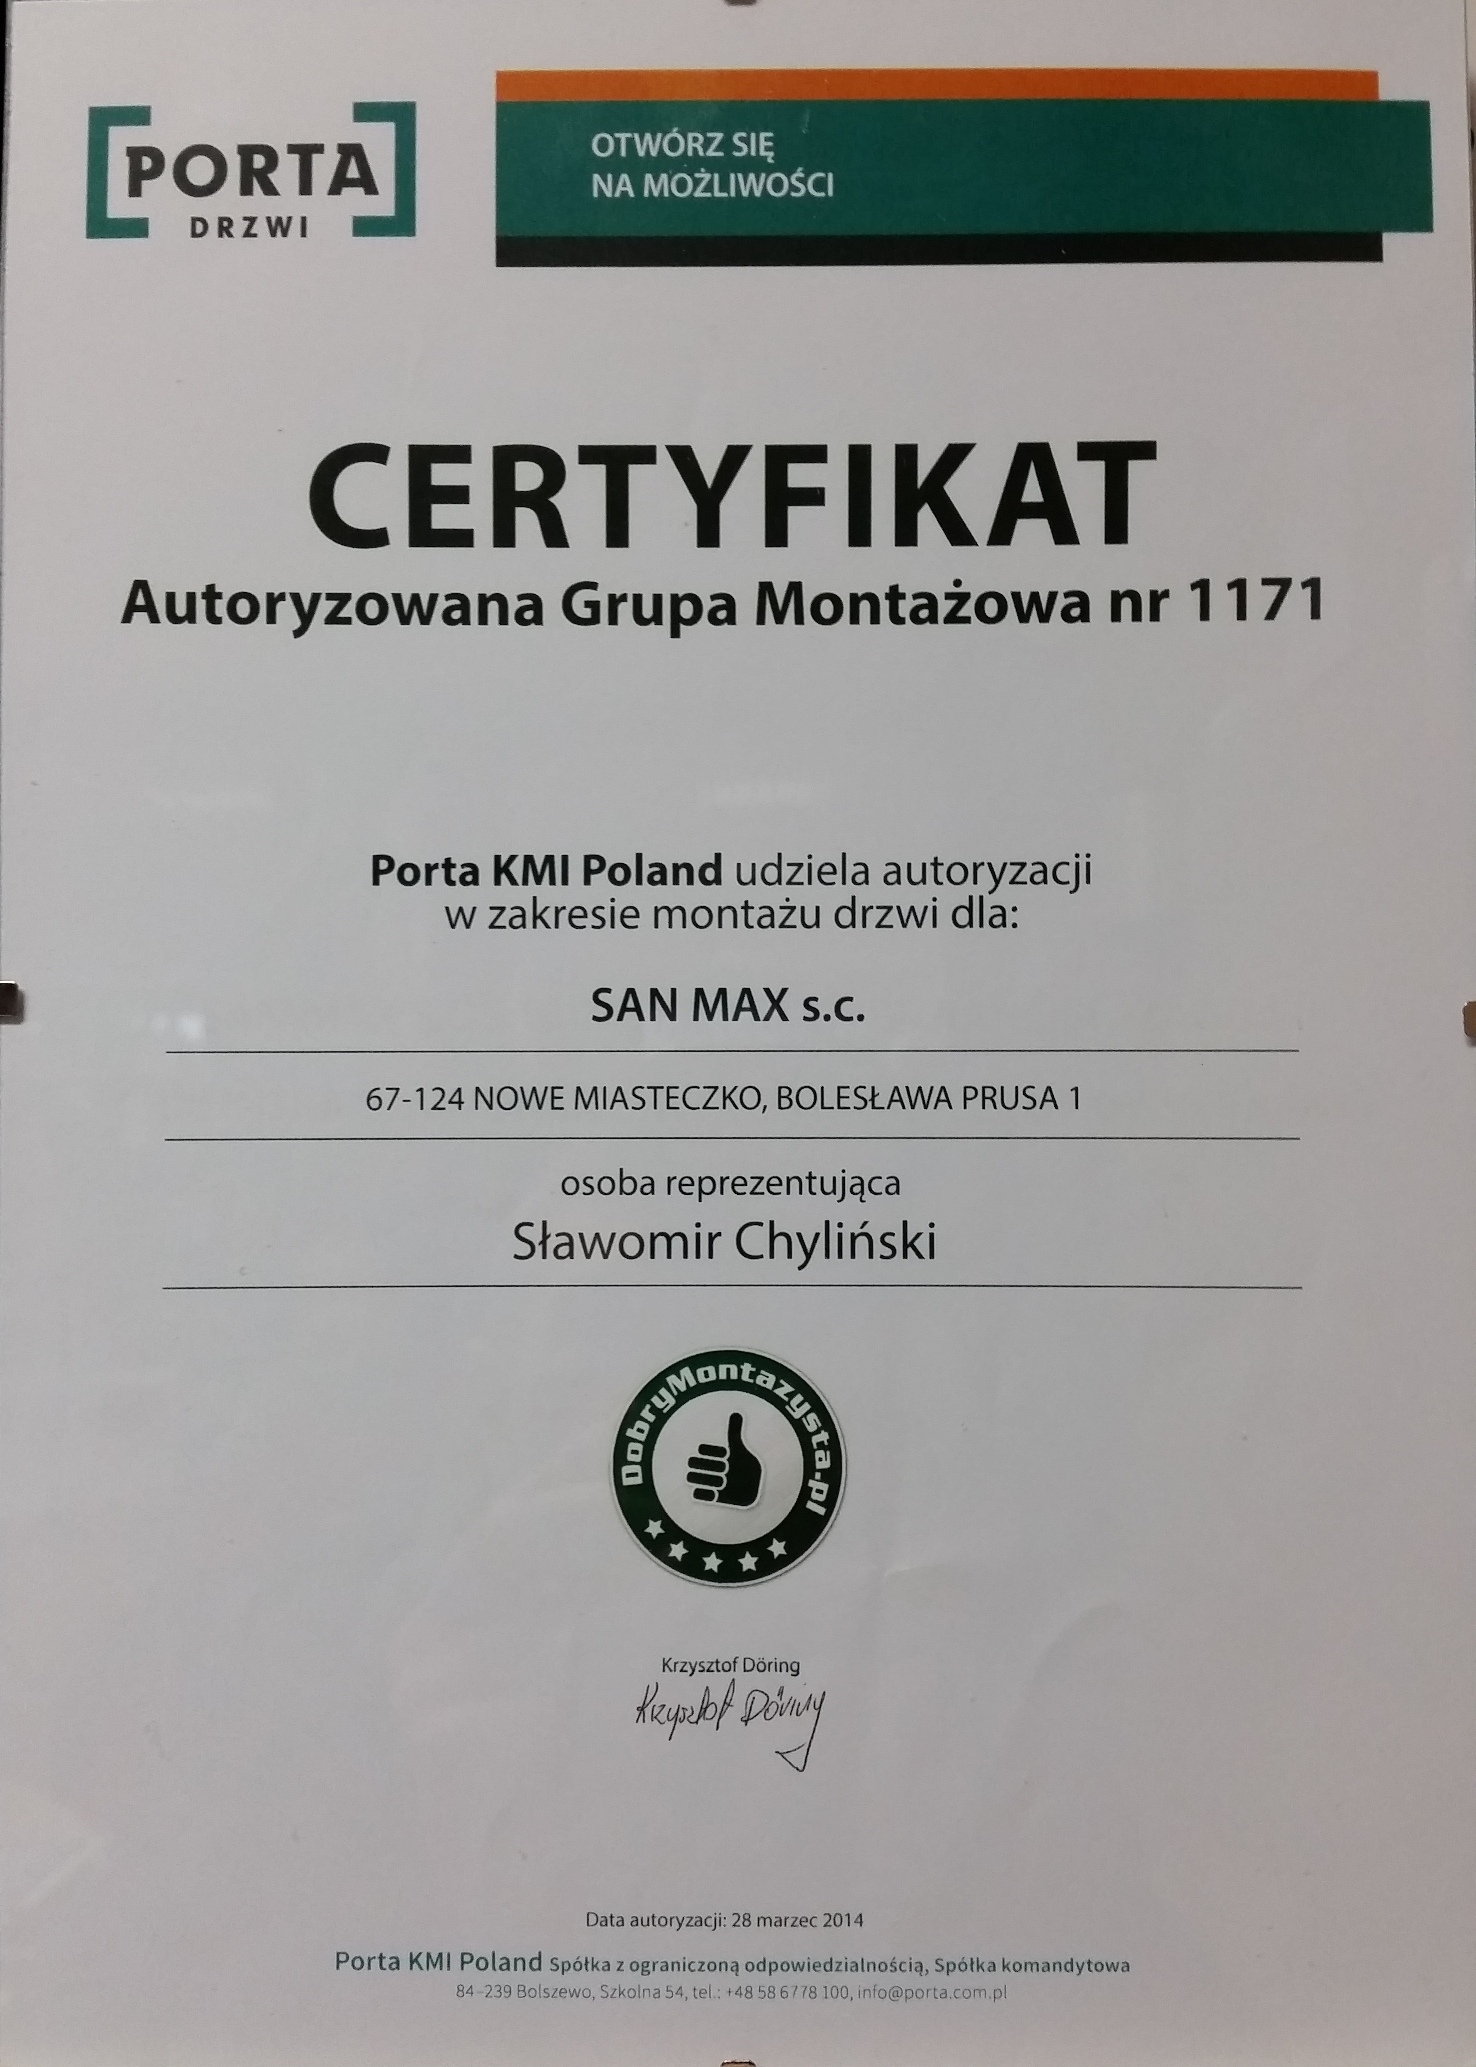 PORTA
DRZWI
OTWÓRZ SIĘ
NA MOŻLIWOŚCI
CERTYFIKAT
Autoryzowana Grupa Montażowa nr 1171
Porta KMI Poland udziela autoryzacji
w zakresie montażu drzwi dla:
SAN MAX s.c.
67-124 NOWE MIASTECZKO, BOLESŁAWA PRUSA 1
osoba reprezentująca
Sławomir Chyliński
DobryMontazysta.pl
Krzysztof Döring
Krzysztof Döring
Data autoryzacji: 28 marzec 2014
Porta KMI Poland Spółka z ograniczoną odpowiedzialnością, Spółka komandytowa
84-239 Bolszewo, Szkolna 54, tel.: +48 58 6778 100, info@porta.com.pl